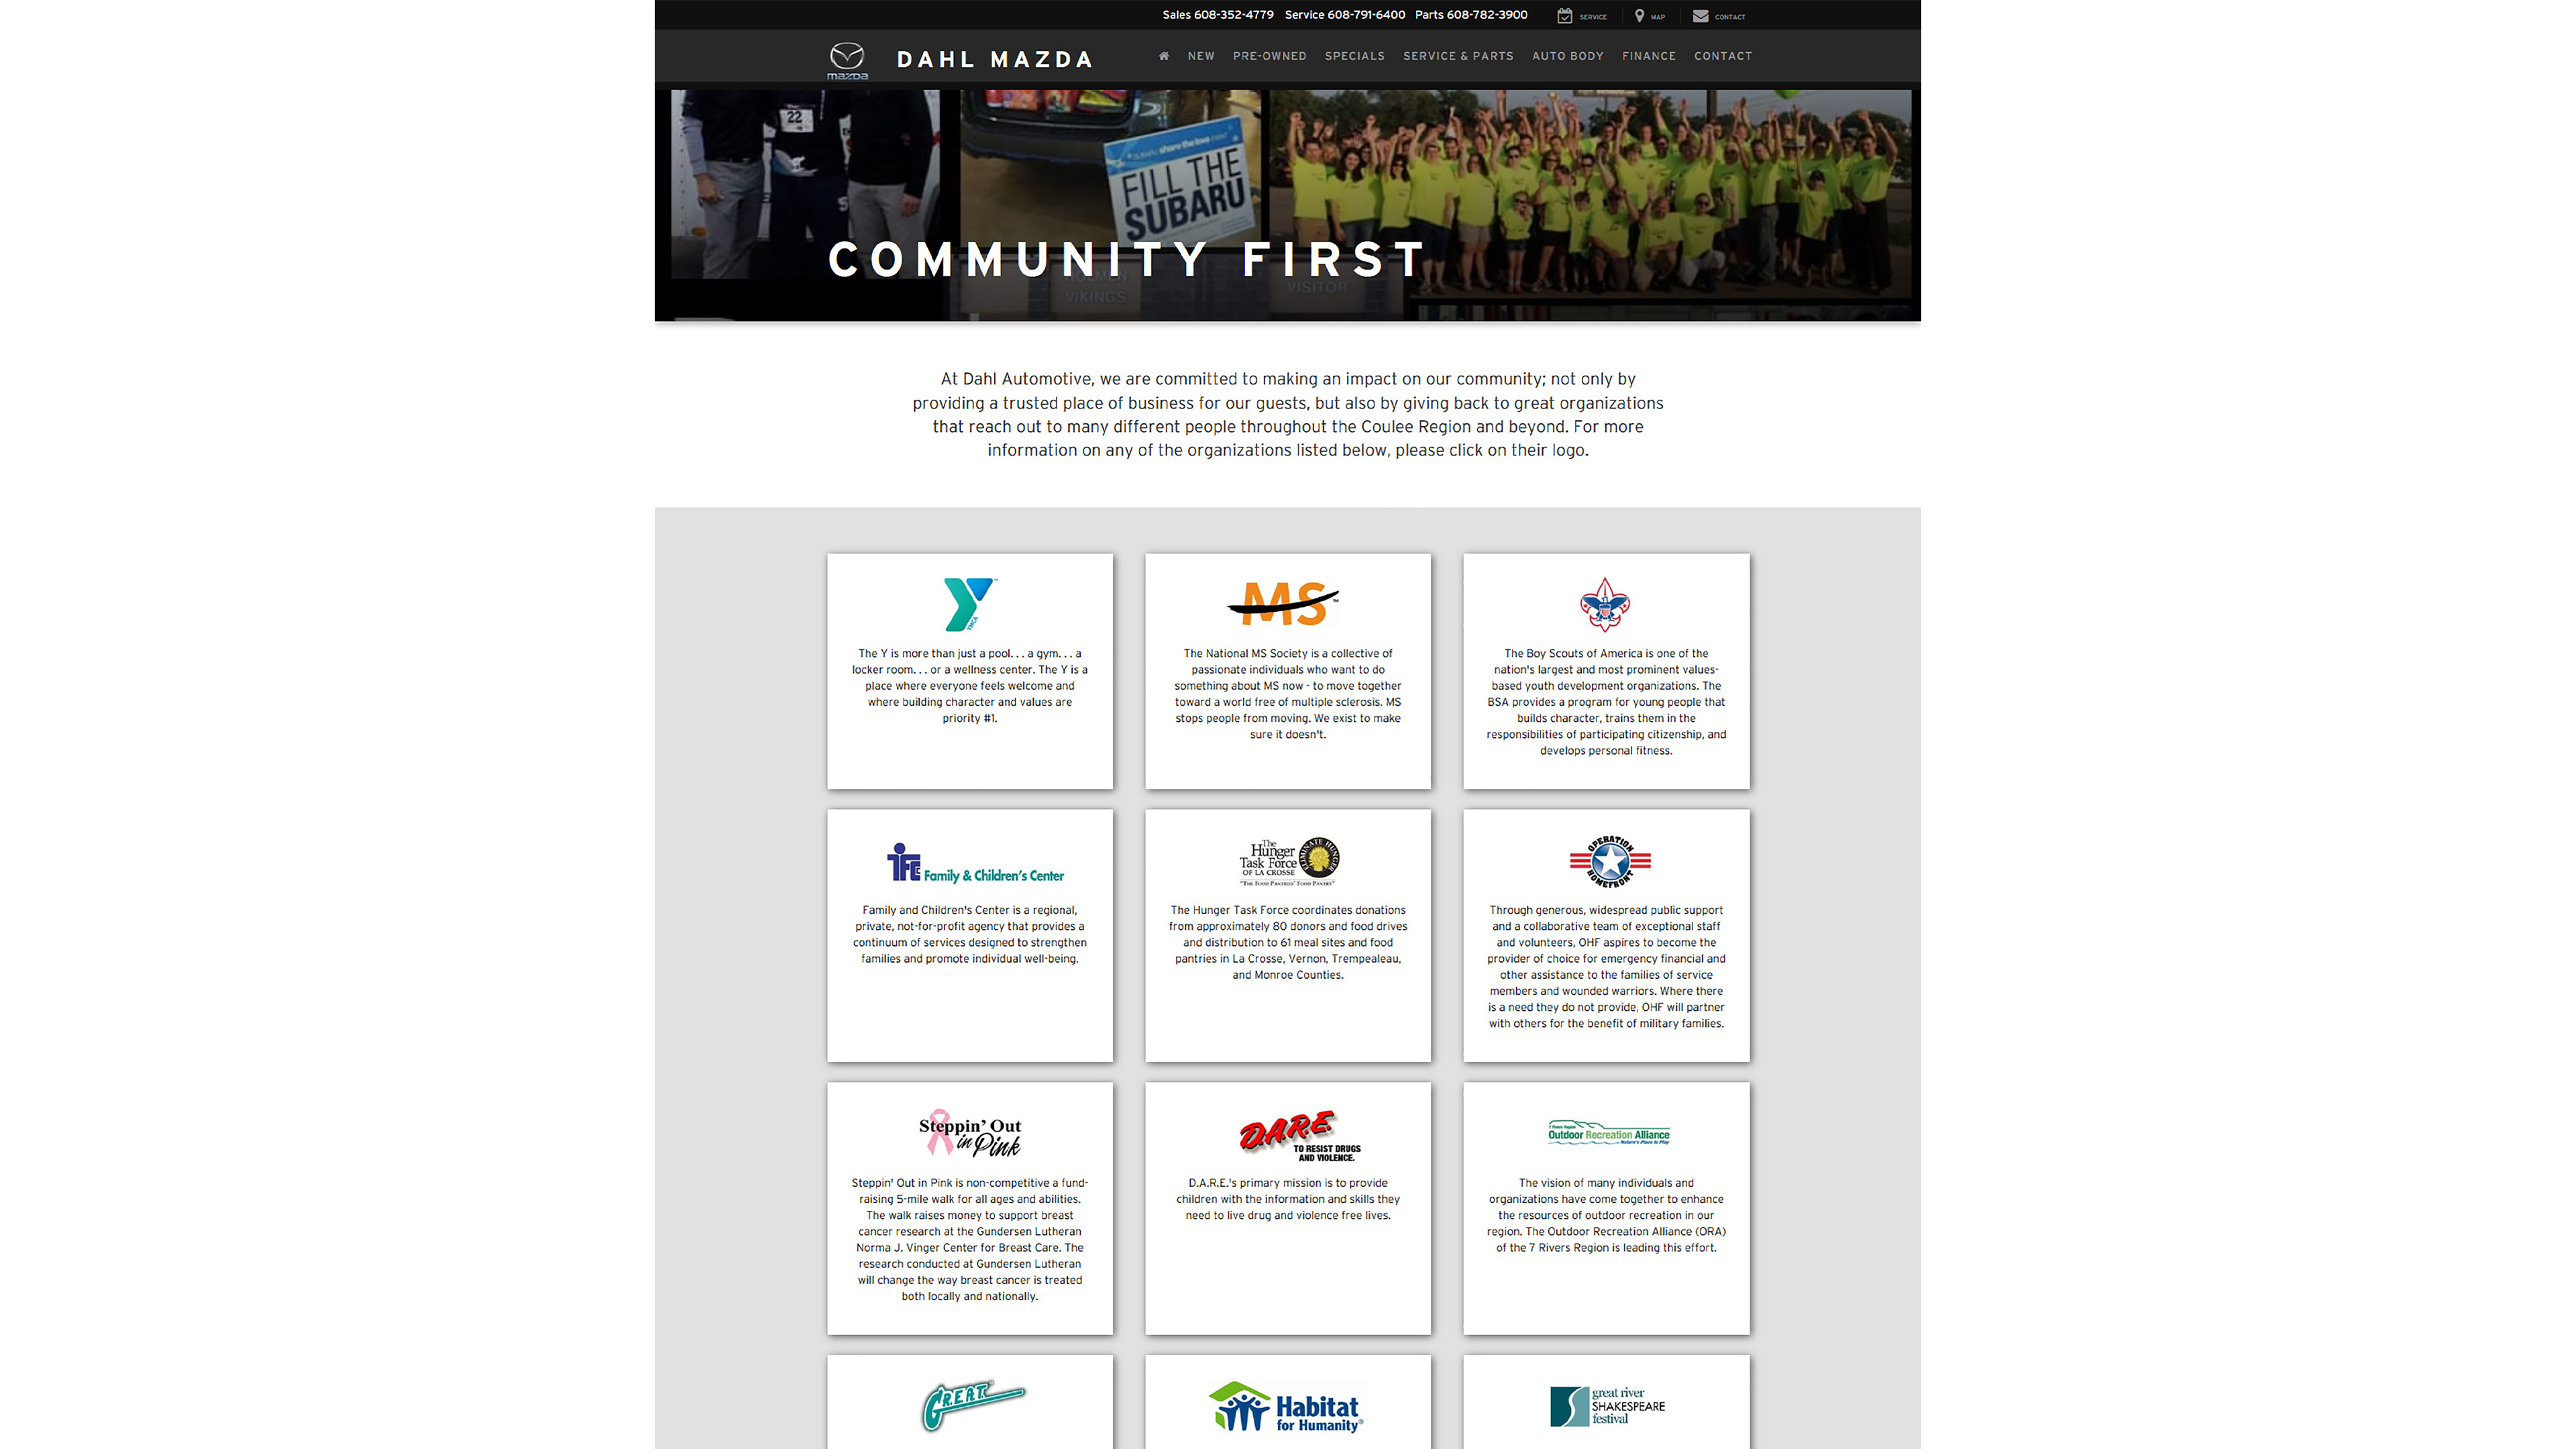 Sales 608-352-4779 Service 608-791-6400 Parts 608-782-3900 SERVICE MAP CONTACT
mazda DAHL MAZDA NEW PRE-OWNED SPECIALS SERVICE & PARTS AUTO BODY FINANCE CONTACT
22
SUBARU share the love event
FILL THE
SUBARU
COMMUNITY FIRST
HOLMEN
VIKINGS
VISITOR
At Dahl Automotive, we are committed to making an impact on our community; not only by
providing a trusted place of business for our guests, but also by giving back to great organizations
that reach out to many different people throughout the Coulee Region and beyond. For more
information on any of the organizations listed below, please click on their logo.
YMCA
The Y is more than just a pool. . . a gym. . . a
locker room. . . or a wellness center. The Y is a
place where everyone feels welcome and
where building character and values are
priority #1.
MS
The National MS Society is a collective of
passionate individuals who want to do
something about MS now - to move together
toward a world free of multiple sclerosis. MS
stops people from moving. We exist to make
sure it doesn't.
The Boy Scouts of America is one of the
nation's largest and most prominent values-
based youth development organizations. The
BSA provides a program for young people that
builds character, trains them in the
responsibilities of participating citizenship, and
develops personal fitness.
Family & Children's Center
Family and Children's Center is a regional,
private, not-for-profit agency that provides a
continuum of services designed to strengthen
families and promote individual well-being.
The
Hunger
Task Force
OF LA CROSSE
ELIMINATE HUNGER
"THE FOOD PANTRIES' FOOD PANTRY"
The Hunger Task Force coordinates donations
from approximately 80 donors and food drives
and distribution to 61 meal sites and food
pantries in La Crosse, Vernon, Trempealeau,
and Monroe Counties.
OPERATION
HOMEFRONT
Through generous, widespread public support
and a collaborative team of exceptional staff
and volunteers, OHF aspires to become the
provider of choice for emergency financial and
other assistance to the families of service
members and wounded warriors. Where there
is a need they do not provide, OHF will partner
with others for the benefit of military families.
Steppin' Out
in Pink
Steppin' Out in Pink is non-competitive a fund-
raising 5-mile walk for all ages and abilities.
The walk raises money to support breast
cancer research at the Gundersen Lutheran
Norma J. Vinger Center for Breast Care. The
research conducted at Gundersen Lutheran
will change the way breast cancer is treated
both locally and nationally.
D.A.R.E.
TO RESIST DRUGS
AND VIOLENCE.
D.A.R.E.'s primary mission is to provide
children with the information and skills they
need to live drug and violence free lives.
7 Rivers Region
Outdoor Recreation Alliance
Nature's Place to Play
The vision of many individuals and
organizations have come together to enhance
the resources of outdoor recreation in our
region. The Outdoor Recreation Alliance (ORA)
of the 7 Rivers Region is leading this effort.
G.R.E.A.T.
Habitat
for Humanity®
great river
SHAKESPEARE
festival